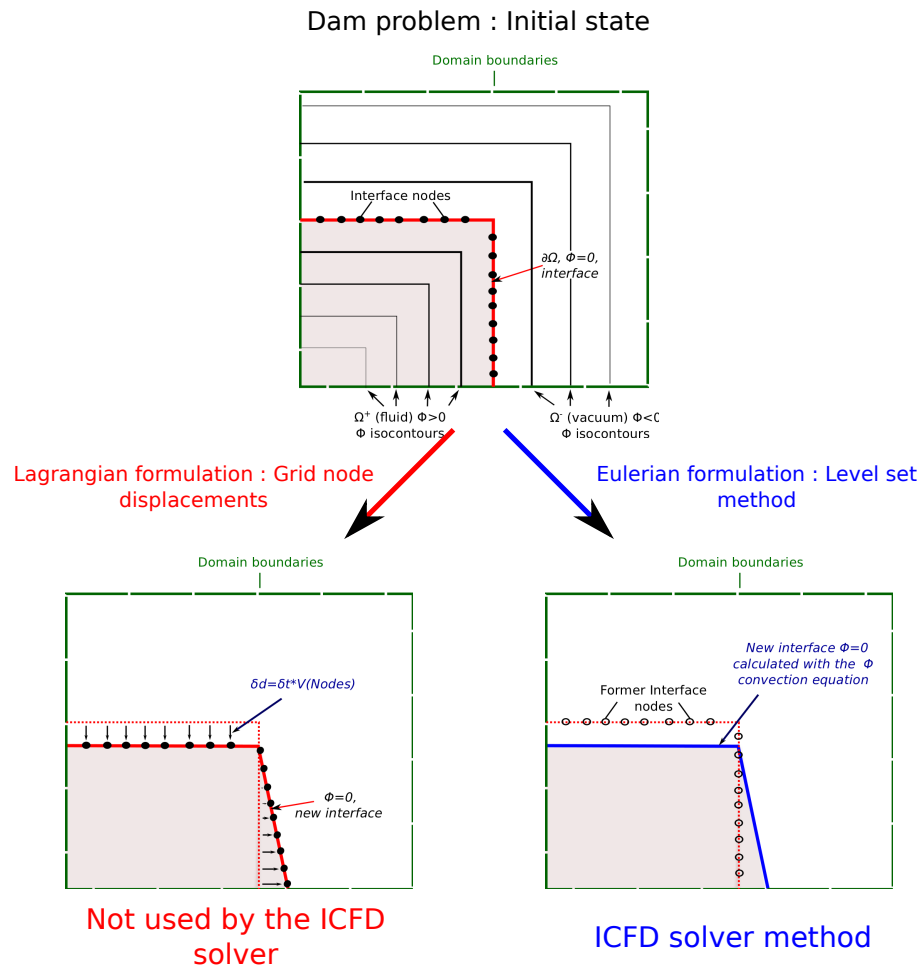 Dam problem : Initial state
Domain boundaries
Interface nodes
∂Ω, Φ=0,
interface
Ω⁺ (fluid) Φ>0
Φ isocontours
Ω⁻ (vacuum) Φ<0
Φ isocontours
Lagrangian formulation : Grid node
displacements
Eulerian formulation : Level set
method
Domain boundaries
δd=δt*V(Nodes)
Φ=0,
new interface
Not used by the ICFD
solver
Domain boundaries
New interface Φ=0
calculated with the Φ
convection equation
Former Interface
nodes
ICFD solver method